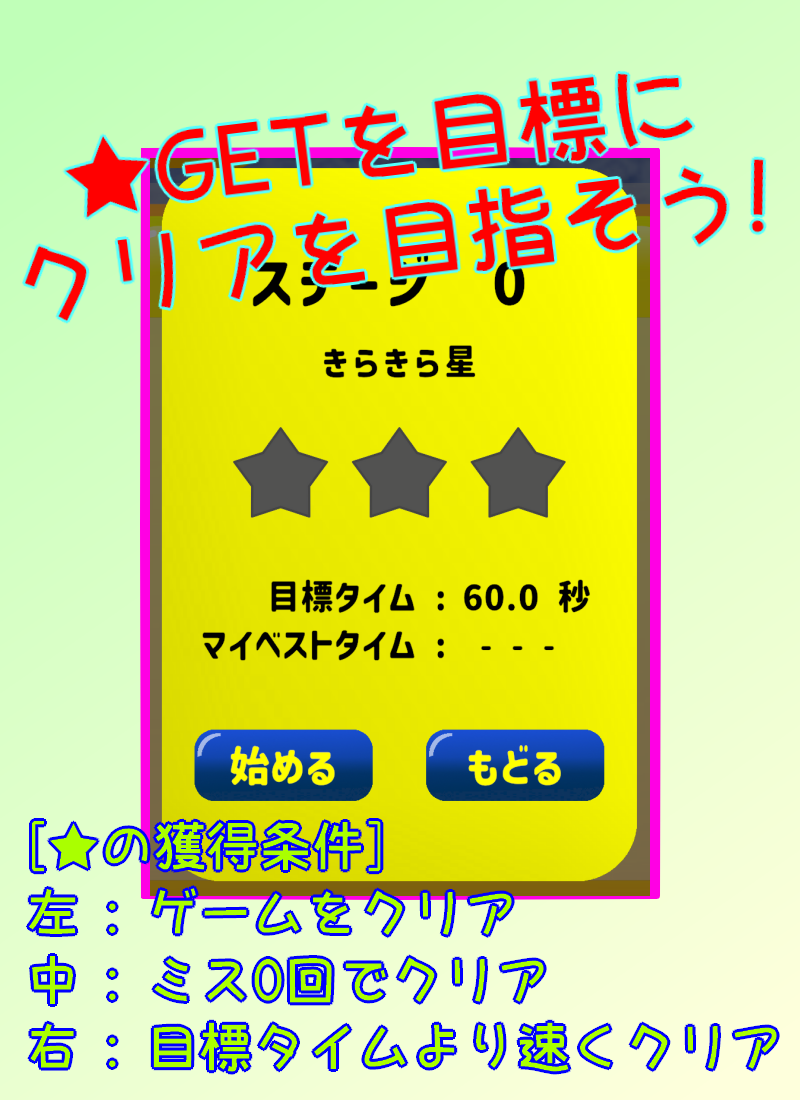 ★GETを目標に
クリアを目指そう!
ステージ 0
きらきら星
目標タイム : 60.0 秒
マイベストタイム : - - -
始める もどる
[★の獲得条件]
左 : ゲームをクリア
中 : ミス0回でクリア
右 : 目標タイムより速くクリア